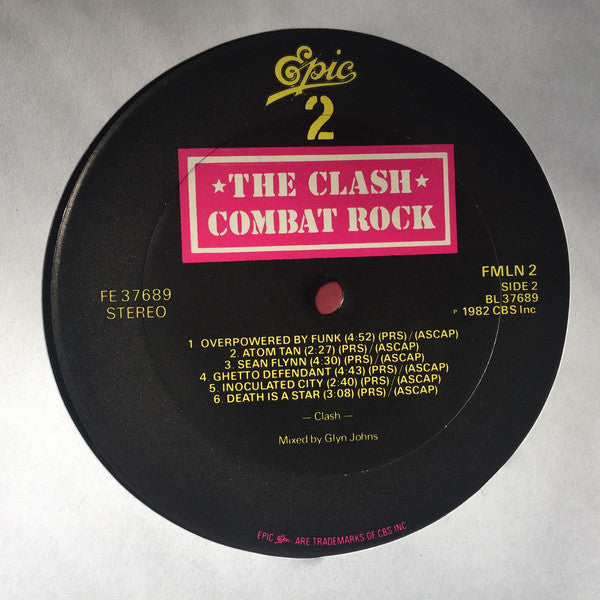 Epic
2
★THE CLASH★
COMBAT ROCK
FE 37689
STEREO
FMLN 2
SIDE 2
BL 37689
℗ 1982 CBS Inc.
1. OVERPOWERED BY FUNK (4.52) (PRS)/(ASCAP)
2. ATOM TAN (2.27) (PRS)/(ASCAP)
3. SEAN FLYNN (4.30) (PRS)/(ASCAP)
4. GHETTO DEFENDANT (4:43) (PRS)/(ASCAP)
5. INOCULATED CITY (2:40) (PRS)/(ASCAP)
6. DEATH IS A STAR (3:08) (PRS)/(ASCAP)
— Clash —
Mixed by Glyn Johns
EPIC, Epic ARE TRADEMARKS OF CBS INC.